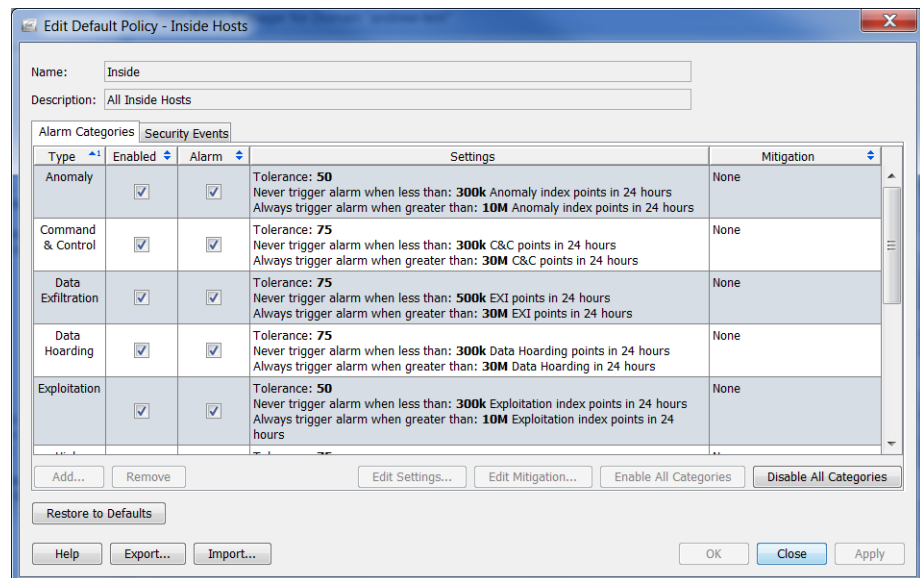 Edit Default Policy - Inside Hosts
Name: Inside
Description: All Inside Hosts
Alarm Categories Security Events
Type 1 Enabled Alarm Settings Mitigation
Anomaly
Tolerance: 50
Never trigger alarm when less than: 300k Anomaly index points in 24 hours
Always trigger alarm when greater than: 10M Anomaly index points in 24 hours
None
Command
& Control
Tolerance: 75
Never trigger alarm when less than: 300k C&C points in 24 hours
Always trigger alarm when greater than: 30M C&C points in 24 hours
None
Data
Exfiltration
Tolerance: 75
Never trigger alarm when less than: 500k EXI points in 24 hours
Always trigger alarm when greater than: 30M EXI points in 24 hours
None
Data
Hoarding
Tolerance: 75
Never trigger alarm when less than: 300k Data Hoarding points in 24 hours
Always trigger alarm when greater than: 30M Data Hoarding in 24 hours
None
Exploitation
Tolerance: 50
Never trigger alarm when less than: 300k Exploitation index points in 24 hours
Always trigger alarm when greater than: 10M Exploitation index points in 24
hours
None
Add... Remove Edit Settings... Edit Mitigation... Enable All Categories Disable All Categories
Restore to Defaults
Help Export... Import... OK Close Apply